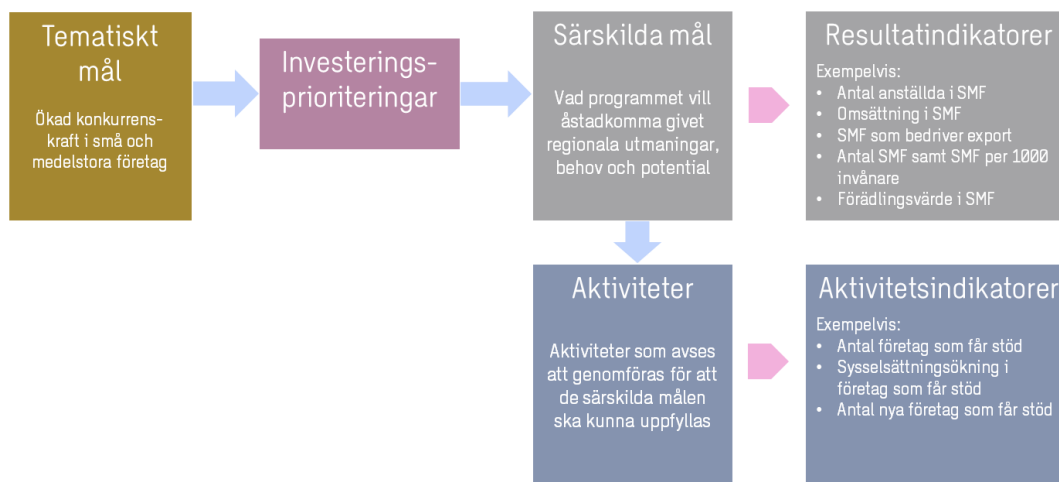 Tematiskt
mål
Ökad konkurrens-
kraft i små och
medelstora företag
Investerings-
prioriteringar
Särskilda mål
Vad programmet vill
åstadkomma givet
regionala utmaningar,
behov och potential
Resultatindikatorer
Exempelvis:
• Antal anställda i SMF
• Omsättning i SMF
• SMF som bedriver export
• Antal SMF samt SMF per 1000
invånare
• Förädlingsvärde i SMF
Aktiviteter
Aktiviteter som avses
att genomföras för att
de särskilda målen
ska kunna uppfyllas
Aktivitetsindikatorer
Exempelvis:
• Antal företag som får stöd
• Sysselsättningsökning i
företag som får stöd
• Antal nya företag som får stöd